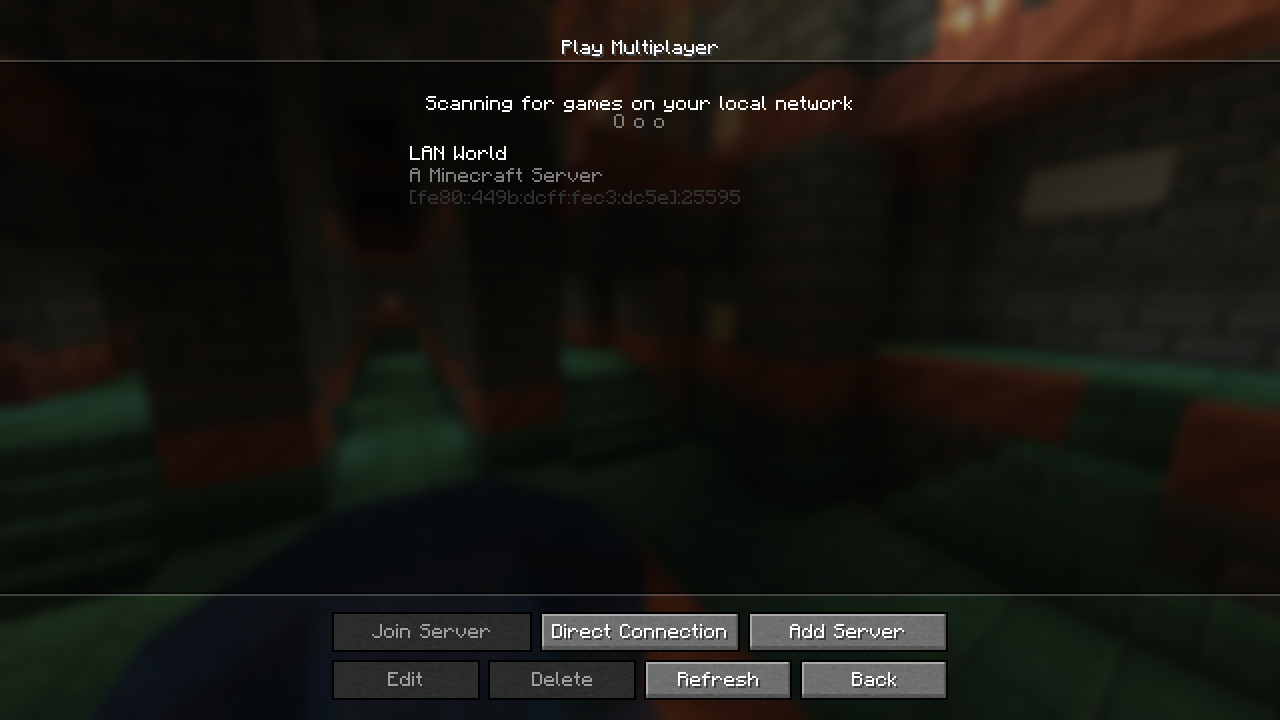 Play Multiplayer
Scanning for games on your local network
O o o
LAN World
A Minecraft Server
[fe80::449b:dcff:fec3:dc5e]:25595
Join Server
Direct Connection
Add Server
Edit
Delete
Refresh
Back